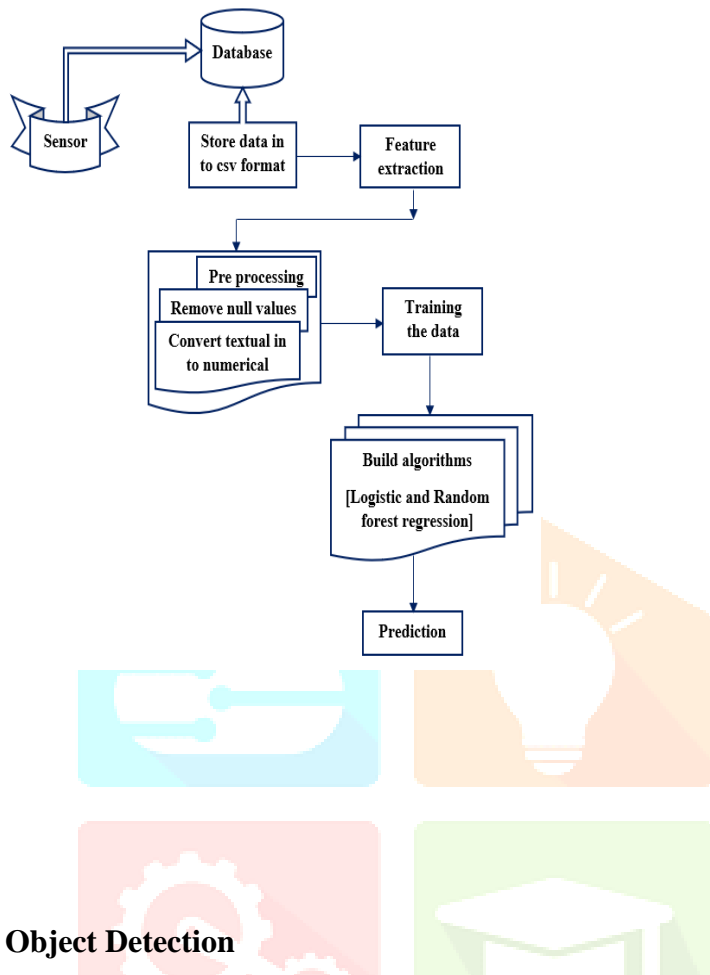 Database
Sensor
Store data in
to csv format
Feature
extraction
Pre processing
Remove null values
Convert textual in
to numerical
Training
the data
Build algorithms
[Logistic and Random
forest regression]
Prediction
Object Detection